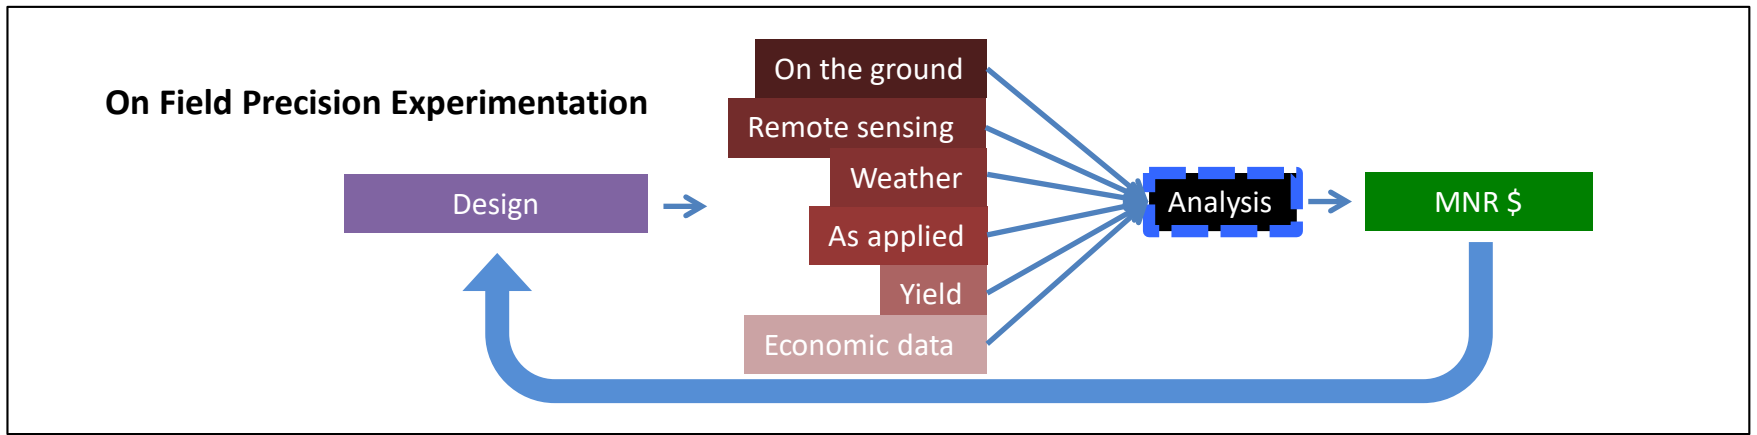 On Field Precision Experimentation
Design
On the ground
Remote sensing
Weather
As applied
Yield
Economic data
Analysis
MNR $